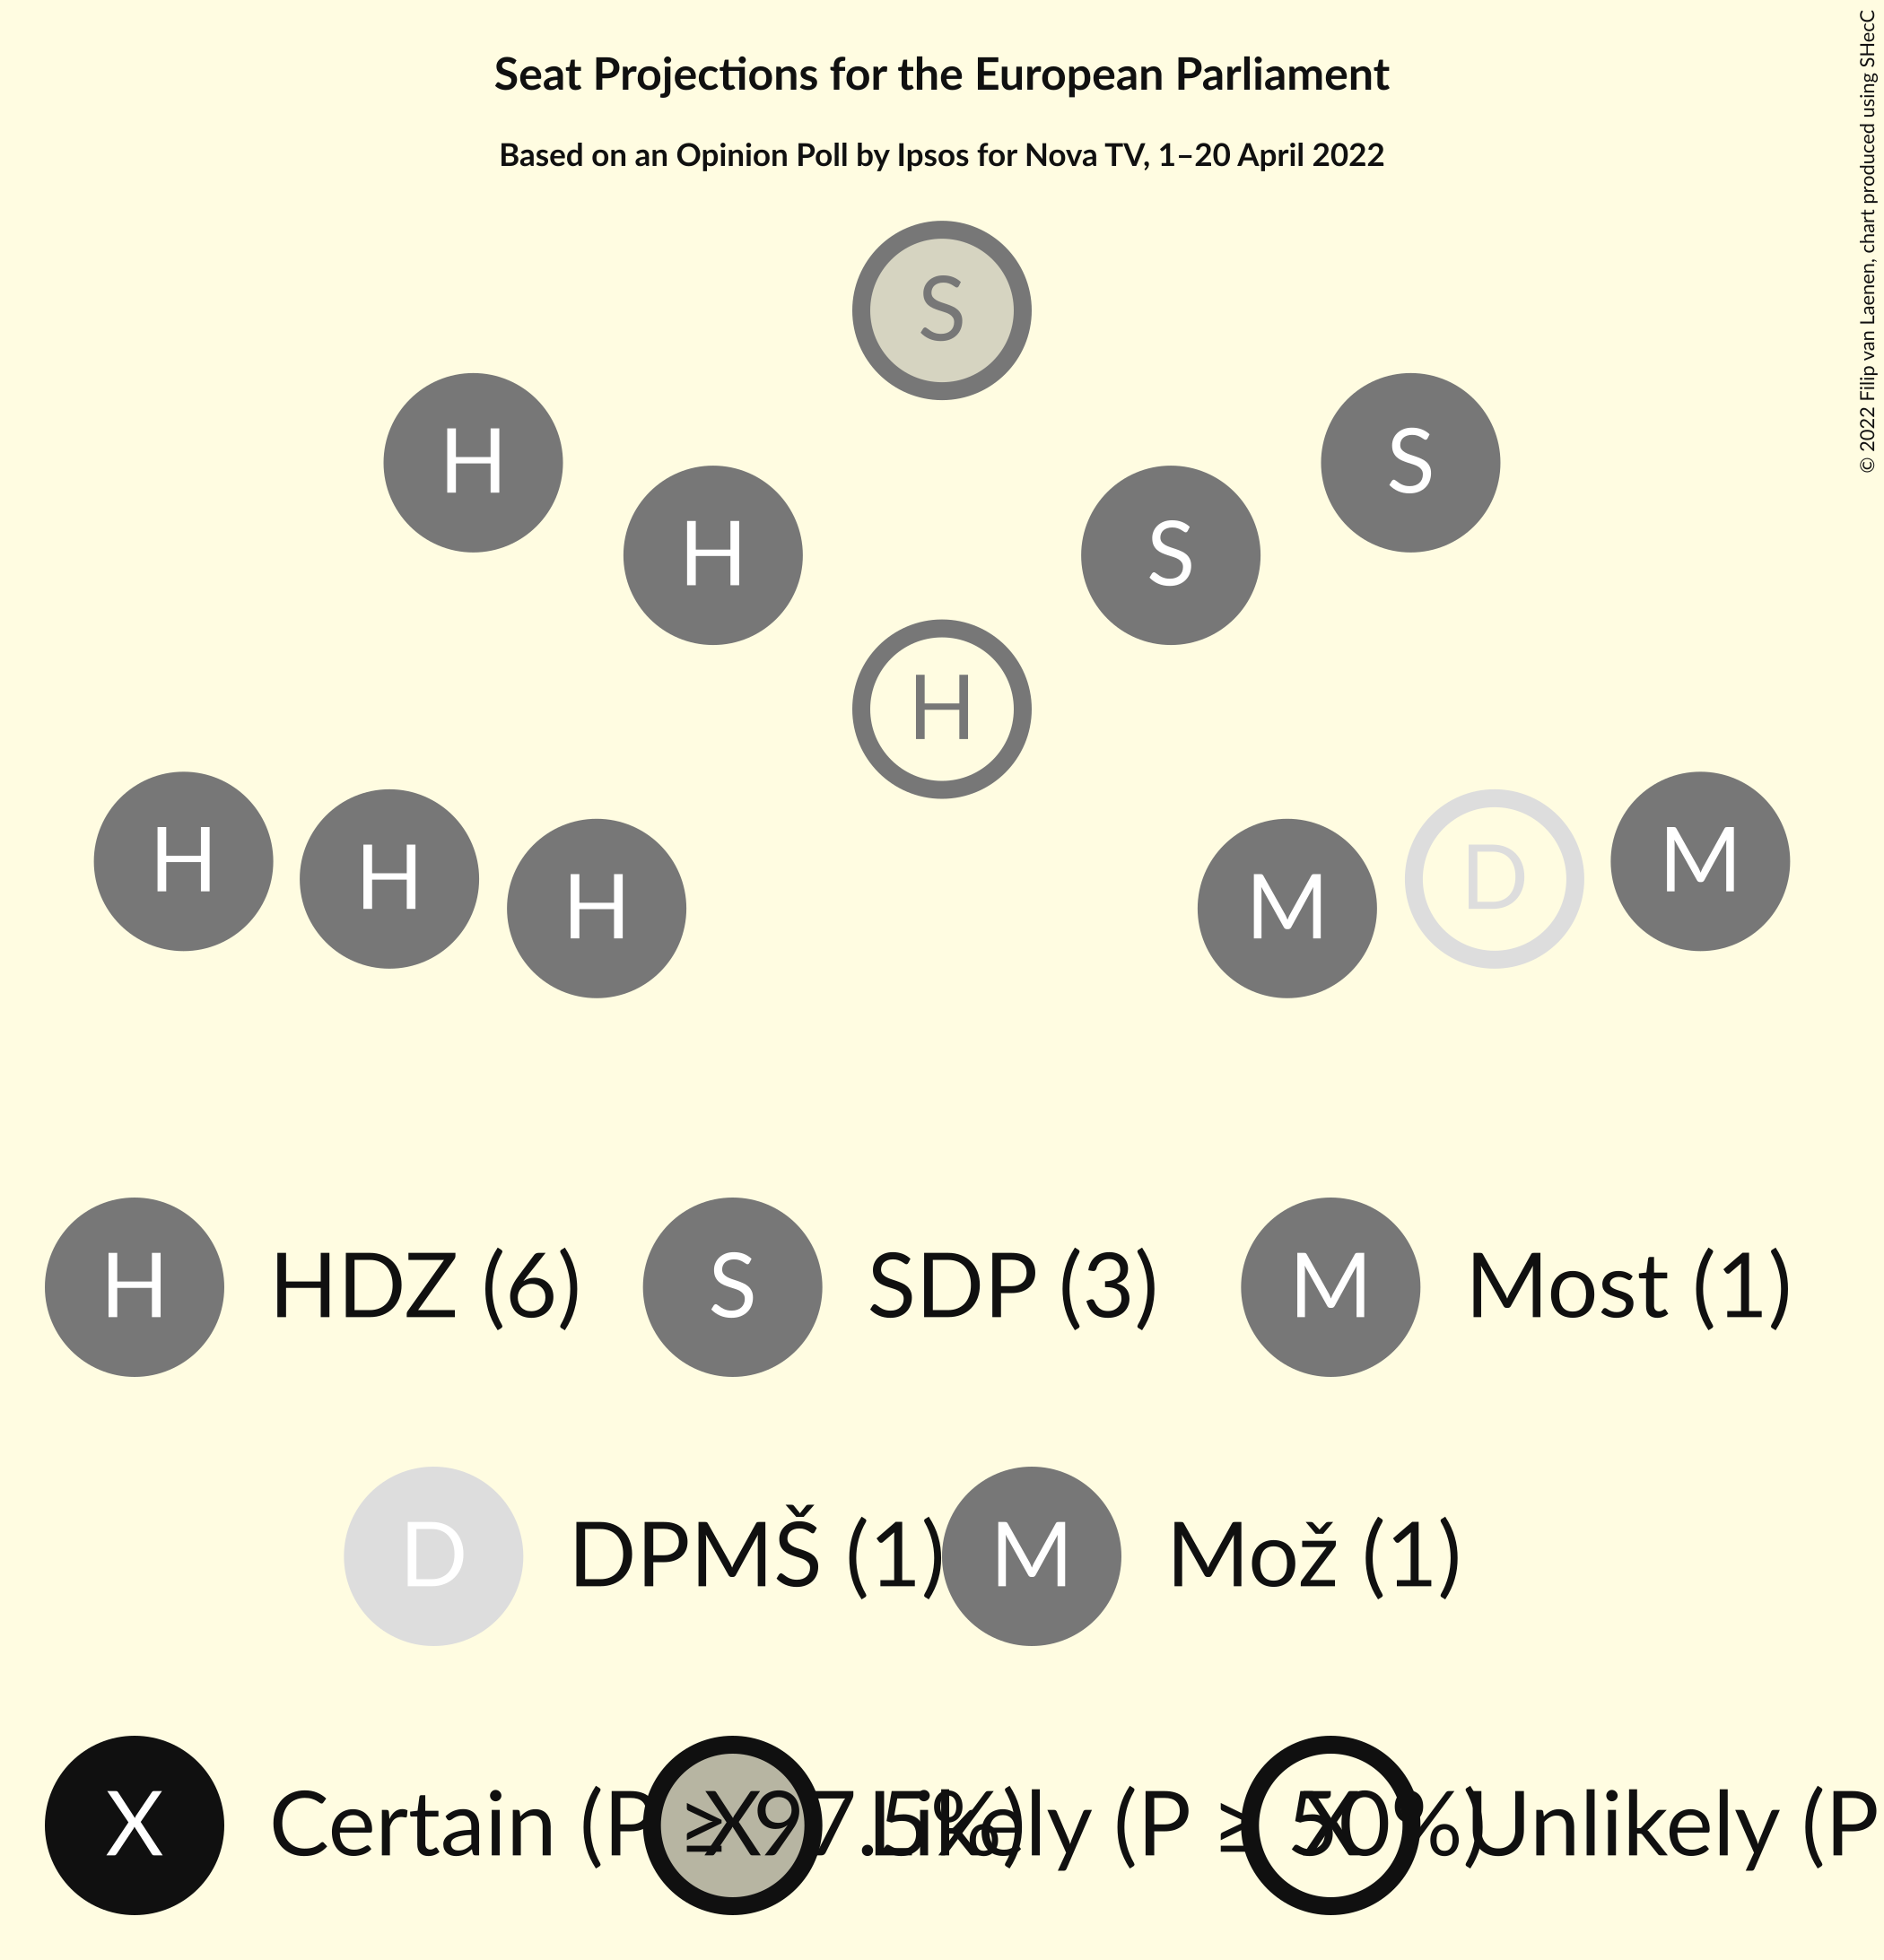 Seat Projections for the European Parliament
Based on an Opinion Poll by Ipsos for Nova TV, 1–20 April 2022
© 2022 Filip van Laenen, chart produced using SHecC
S
H
S
H
S
H
H
M
H
D
H
M
H HDZ (6) S SDP (3) M Most (1)
D DPMŠ (1) M Mož (1)
X Certain (P ≥ 97.5%) X Likely (P ≥ 50%) X Unlikely (P